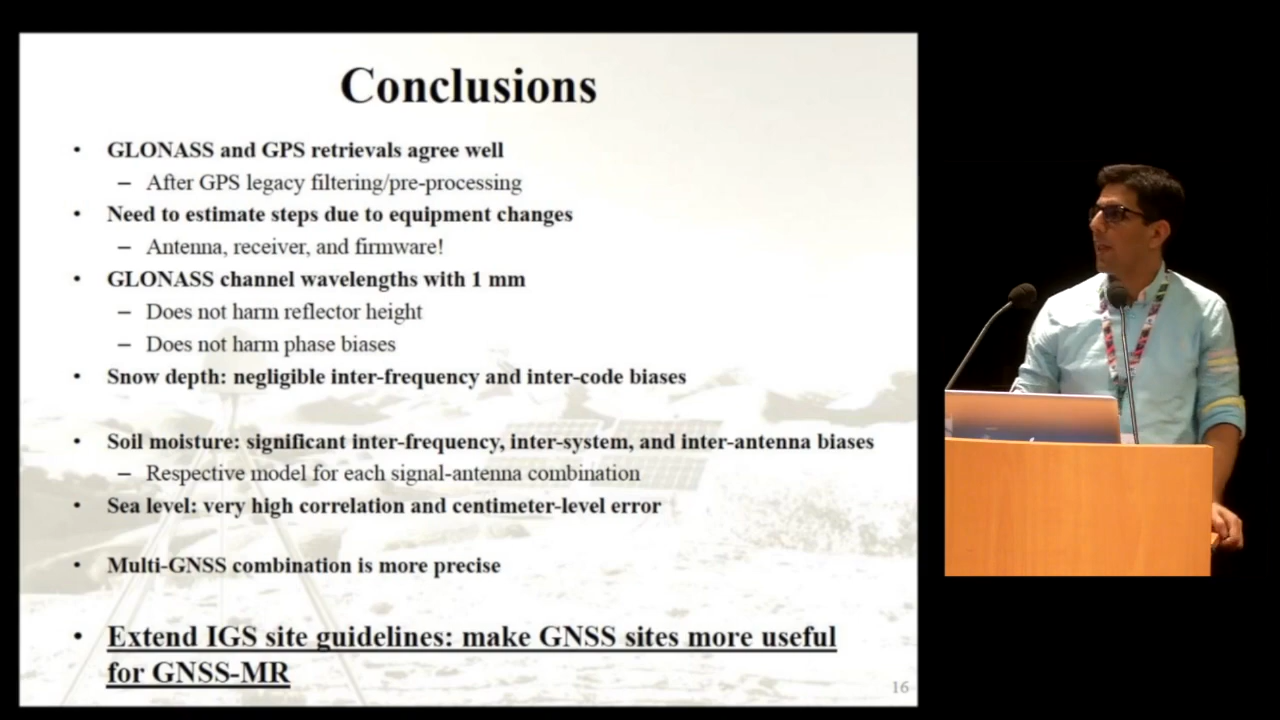 Conclusions
• GLONASS and GPS retrievals agree well
– After GPS legacy filtering/pre-processing
• Need to estimate steps due to equipment changes
– Antenna, receiver, and firmware!
• GLONASS channel wavelengths with 1 mm
– Does not harm reflector height
– Does not harm phase biases
• Snow depth: negligible inter-frequency and inter-code biases
• Soil moisture: significant inter-frequency, inter-system, and inter-antenna biases
– Respective model for each signal-antenna combination
• Sea level: very high correlation and centimeter-level error
• Multi-GNSS combination is more precise
• Extend IGS site guidelines: make GNSS sites more useful
for GNSS-MR
16